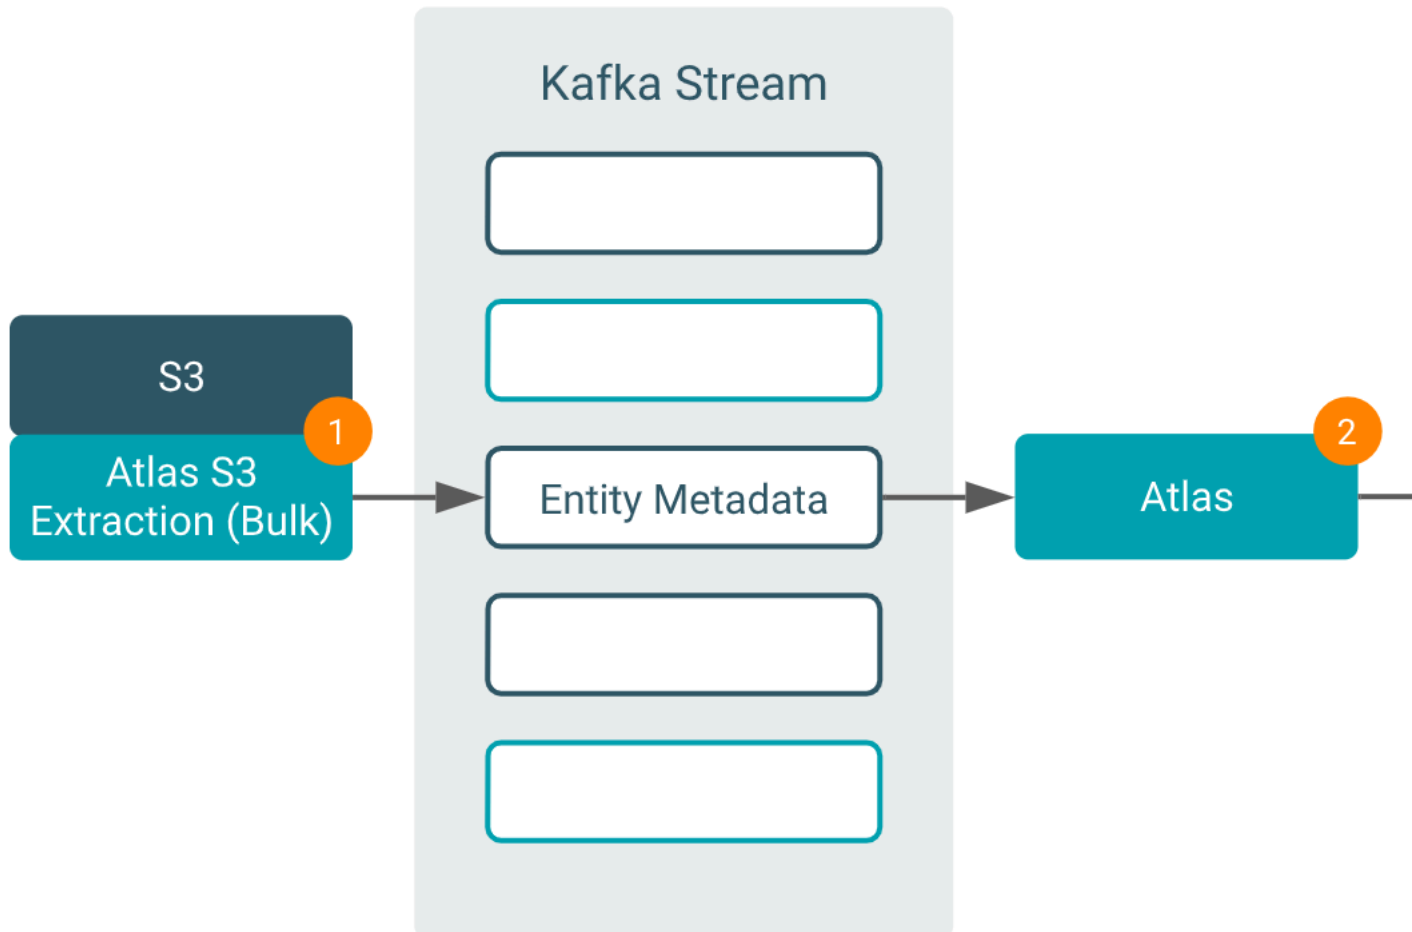 Kafka Stream
S3
1
Atlas S3
Extraction (Bulk)
Entity Metadata
2
Atlas